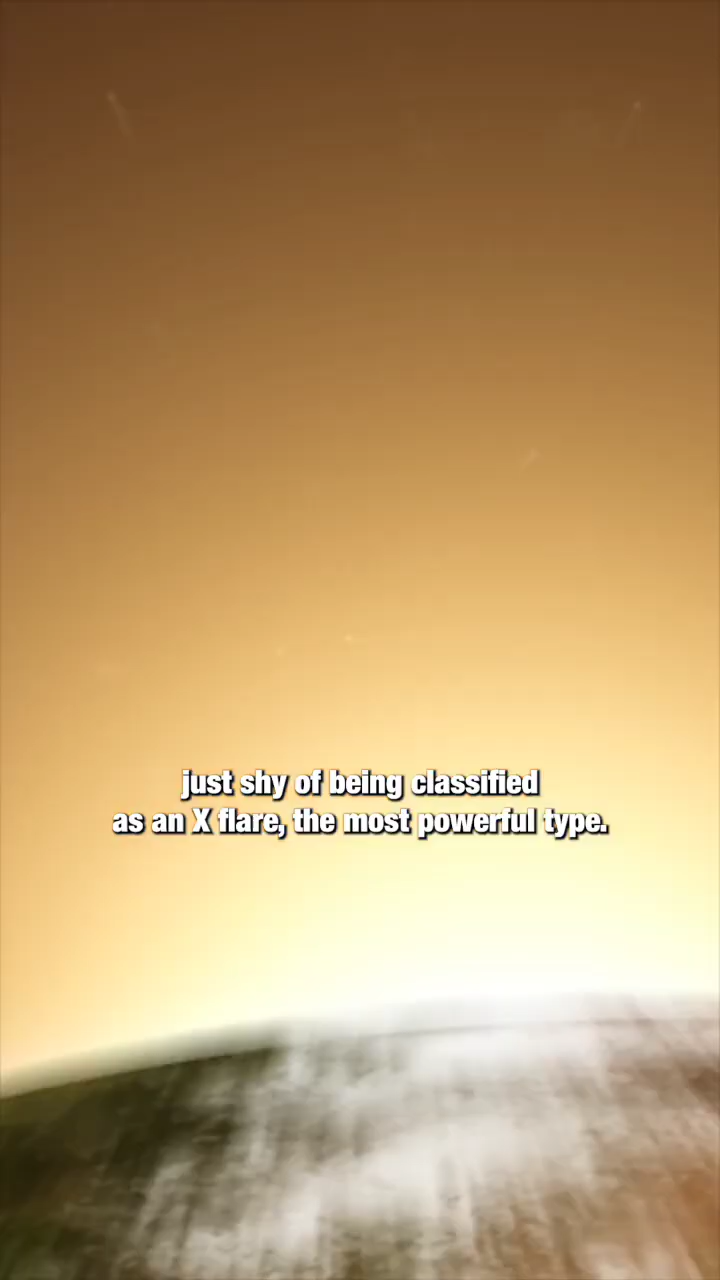 just shy of being classified
as an X flare, the most powerful type.